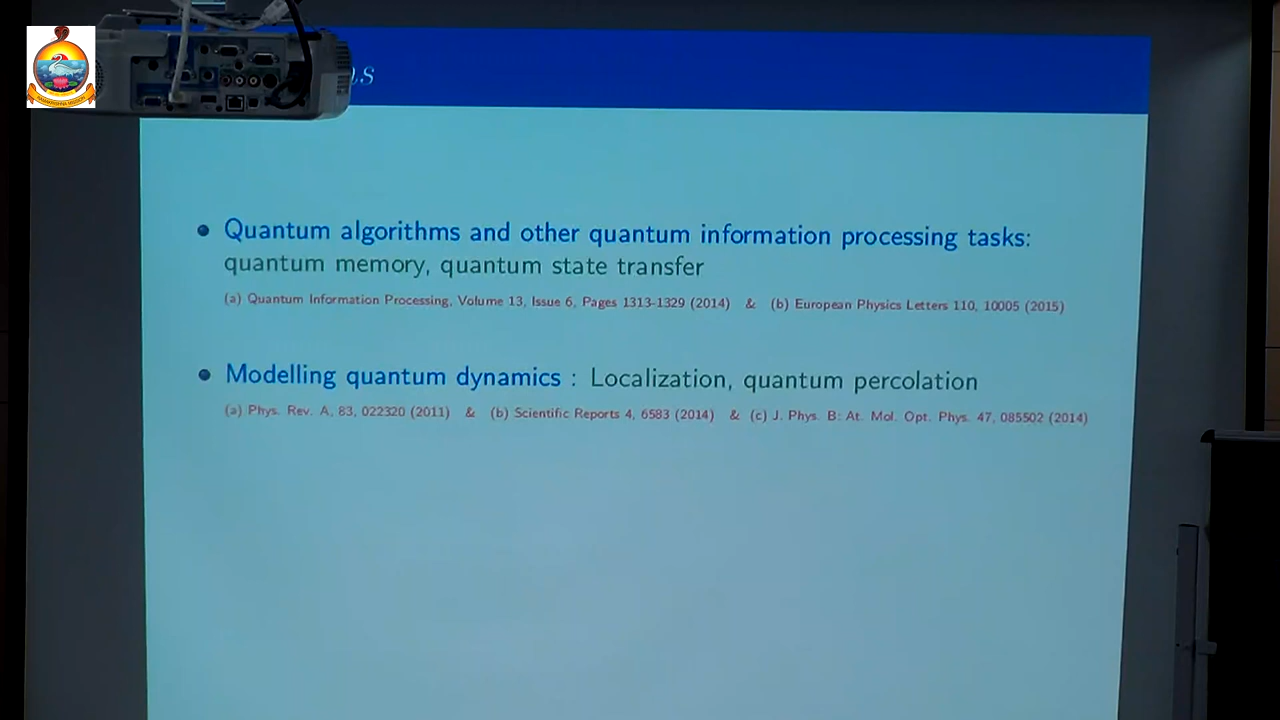 Quantum algorithms and other quantum information processing tasks:
quantum memory, quantum state transfer
(a) Quantum Information Processing, Volume 13, Issue 6, Pages 1313-1329 (2014) & (b) European Physics Letters 110, 10005 (2015)
Modelling quantum dynamics : Localization, quantum percolation
(a) Phys. Rev. A, 83, 022320 (2011) & (b) Scientific Reports 4, 6583 (2014) & (c) J. Phys. B: At. Mol. Opt. Phys. 47, 085502 (2014)